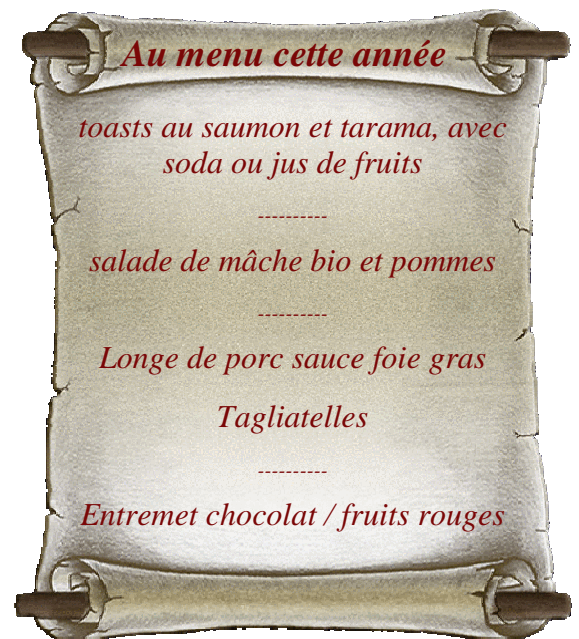 Au menu cette année
toasts au saumon et tarama, avec
soda ou jus de fruits
----------
salade de mâche bio et pommes
----------
Longe de porc sauce foie gras
Tagliatelles
----------
Entremet chocolat / fruits rouges